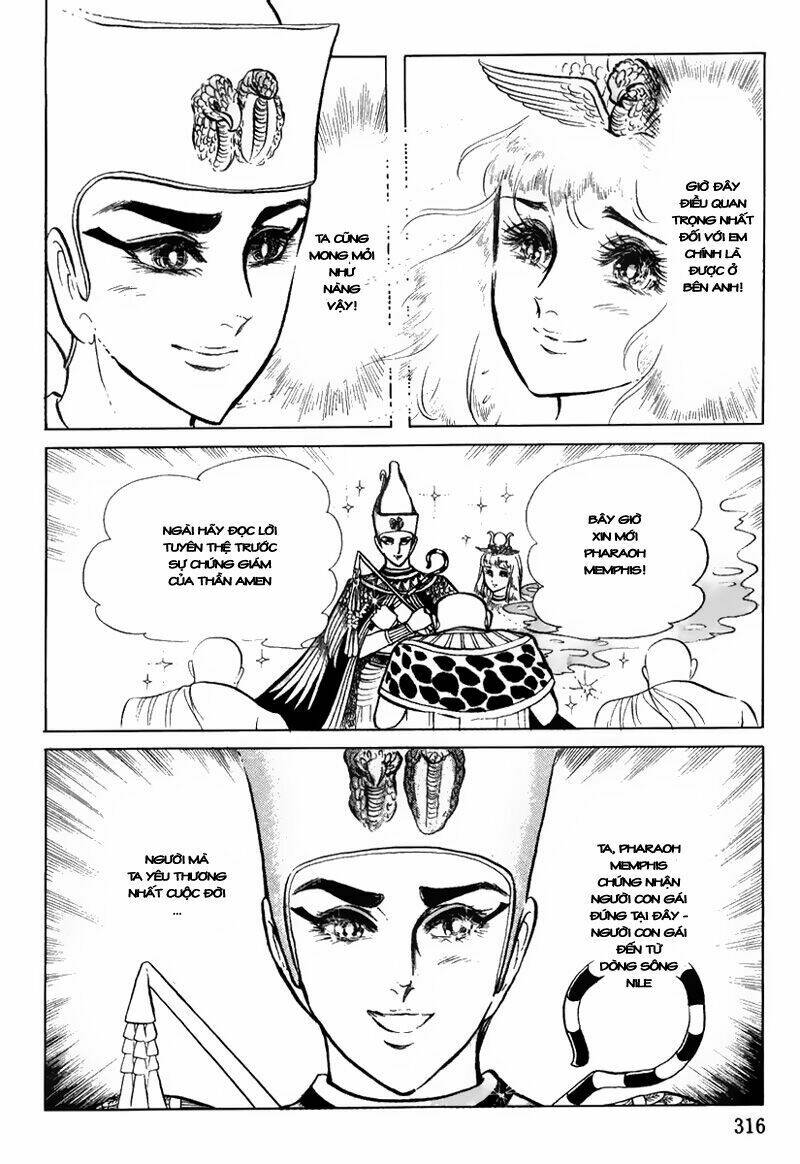 GIỜ ĐÂY
ĐIỀU QUAN
TRỌNG NHẤT
ĐỐI VỚI EM
CHÍNH LÀ
ĐƯỢC Ở
BÊN ANH!
TA CŨNG
MONG MỎI
NHƯ
NÀNG
VẬY!
BÂY GIỜ
XIN MỜI
PHARAOH
MEMPHIS!
NGÀI HÃY ĐỌC LỜI
TUYÊN THỆ TRƯỚC
SỰ CHỨNG GIÁM
CỦA THẦN AMEN
TA, PHARAOH
MEMPHIS
CHỨNG NHẬN
NGƯỜI CON GÁI
ĐỨNG TẠI ĐÂY -
NGƯỜI CON GÁI
ĐẾN TỪ
DÒNG SÔNG
NILE
NGƯỜI MÀ
TA YÊU THƯƠNG
NHẤT CUỘC ĐỜI
...
316